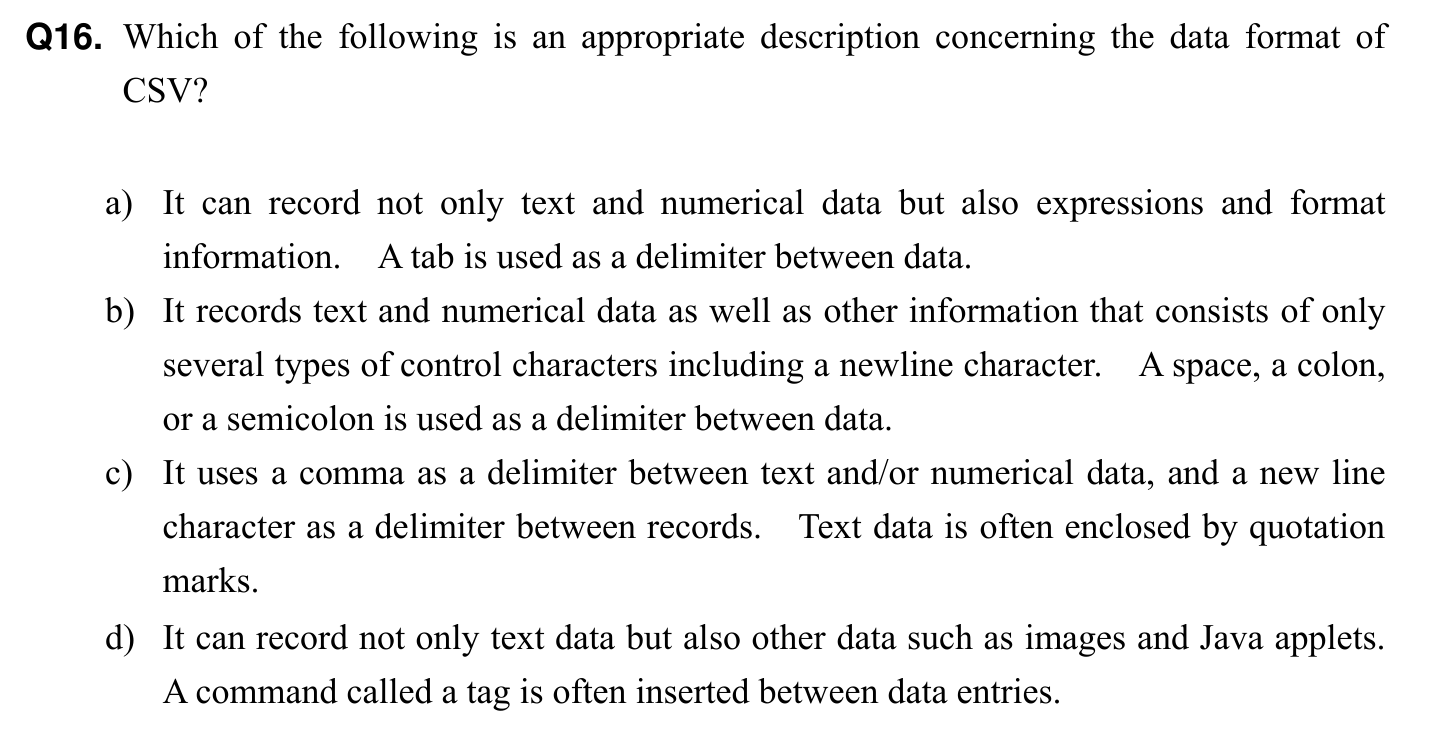 Q16. Which of the following is an appropriate description concerning the data format of
CSV?
a) It can record not only text and numerical data but also expressions and format
information. A tab is used as a delimiter between data.
b) It records text and numerical data as well as other information that consists of only
several types of control characters including a newline character. A space, a colon,
or a semicolon is used as a delimiter between data.
c) It uses a comma as a delimiter between text and/or numerical data, and a new line
character as a delimiter between records. Text data is often enclosed by quotation
marks.
d) It can record not only text data but also other data such as images and Java applets.
A command called a tag is often inserted between data entries.